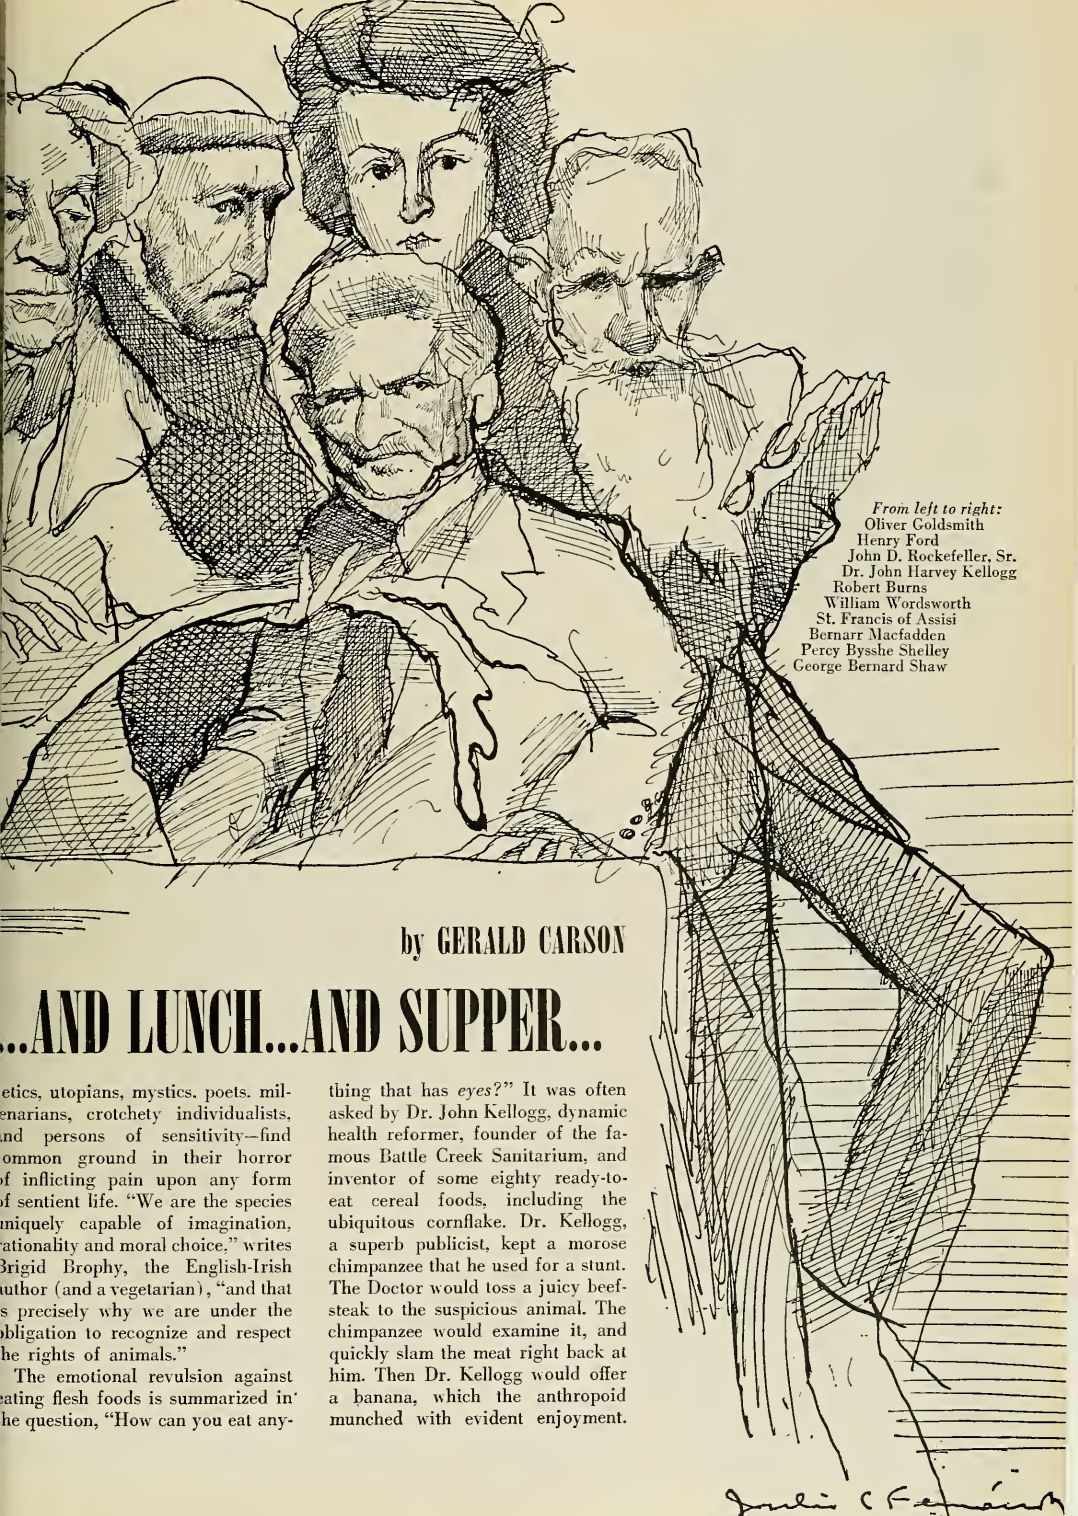 From left to right:
Oliver Goldsmith
Henry Ford
John D. Rockefeller, Sr.
Dr. John Harvey Kellogg
Robert Burns
William Wordsworth
St. Francis of Assisi
Bernarr Macfadden
Percy Bysshe Shelley
George Bernard Shaw
by GERALD CARSON
...AND LUNCH...AND SUPPER...
etics, utopians, mystics, poets, mil-
enarians, crotchety individualists,
nd persons of sensitivity—find
ommon ground in their horror
f inflicting pain upon any form
f sentient life. “We are the species
niquely capable of imagination,
ationality and moral choice,” writes
Brigid Brophy, the English-Irish
uthor (and a vegetarian), “and that
s precisely why we are under the
bligation to recognize and respect
he rights of animals.”
The emotional revulsion against
eating flesh foods is summarized in
he question, “How can you eat any-
thing that has eyes?” It was often
asked by Dr. John Kellogg, dynamic
health reformer, founder of the fa-
mous Battle Creek Sanitarium, and
inventor of some eighty ready-to-
eat cereal foods, including the
ubiquitous cornflake. Dr. Kellogg,
a superb publicist, kept a morose
chimpanzee that he used for a stunt.
The Doctor would toss a juicy beef-
steak to the suspicious animal. The
chimpanzee would examine it, and
quickly slam the meat right back at
him. Then Dr. Kellogg would offer
a banana, which the anthropoid
munched with evident enjoyment.